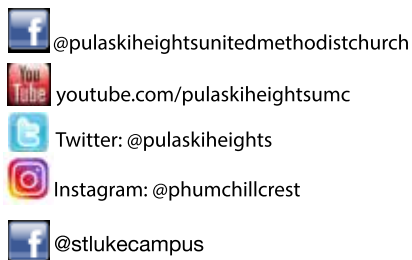 @pulaskiheightsunitedmethodistchurch
You Tube youtube.com/pulaskiheightsumc
Twitter: @pulaskiheights
Instagram: @phumchillcrest
@stlukecampus